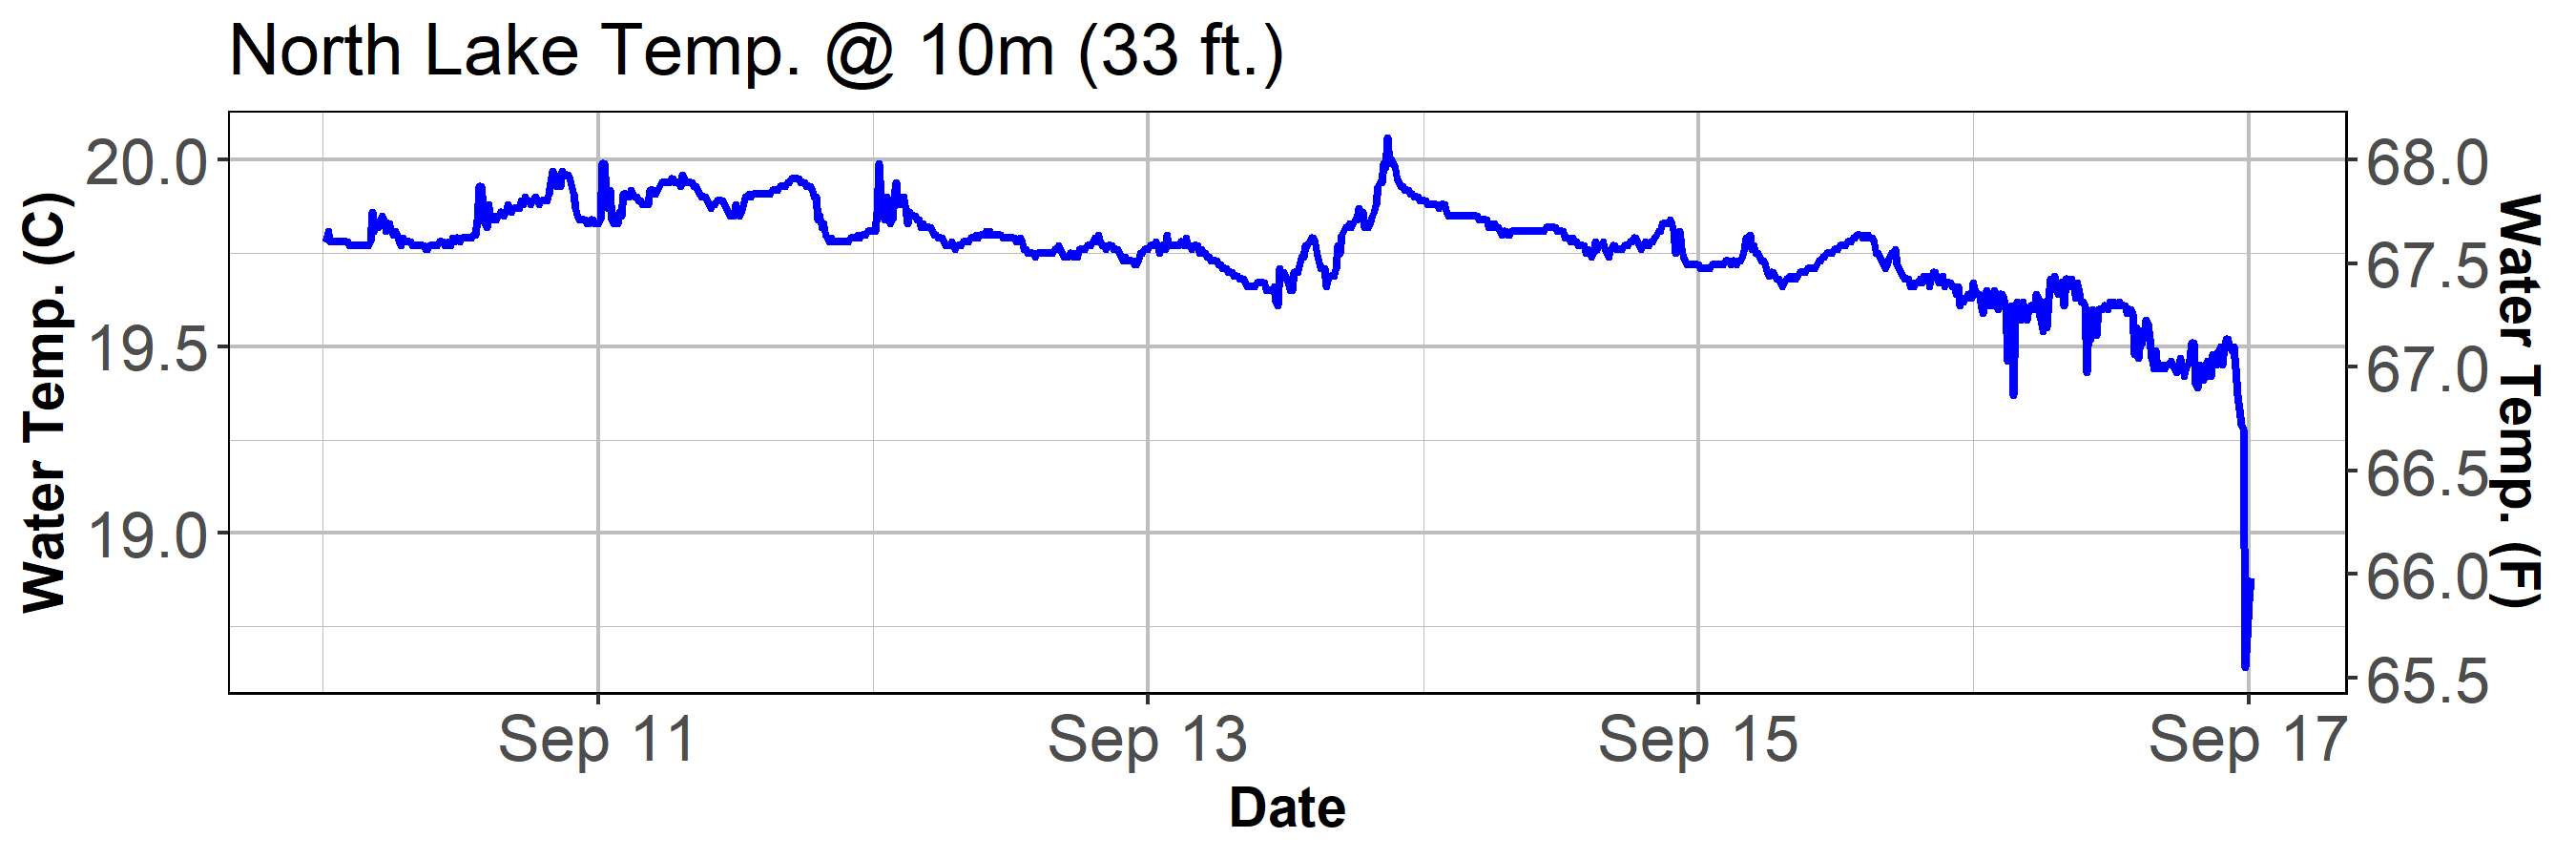 North Lake Temp. @ 10m (33 ft.)
Water Temp. (C)
20.0
19.5
19.0
68.0
67.5
67.0
66.5
66.0
65.5
Water Temp. (F)
Sep 11 Sep 13 Sep 15 Sep 17
Date